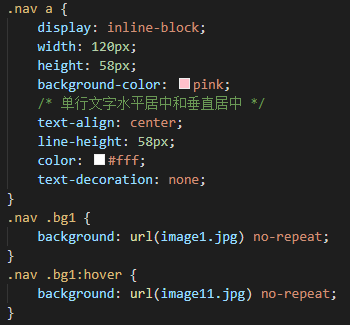 .nav a {
    display: inline-block;
    width: 120px;
    height: 58px;
    background-color: pink;
    /* 单行文字水平居中和垂直居中 */
    text-align: center;
    line-height: 58px;
    color: #fff;
    text-decoration: none;
}
.nav .bg1 {
    background: url(image1.jpg) no-repeat;
}
.nav .bg1:hover {
    background: url(image11.jpg) no-repeat;
}